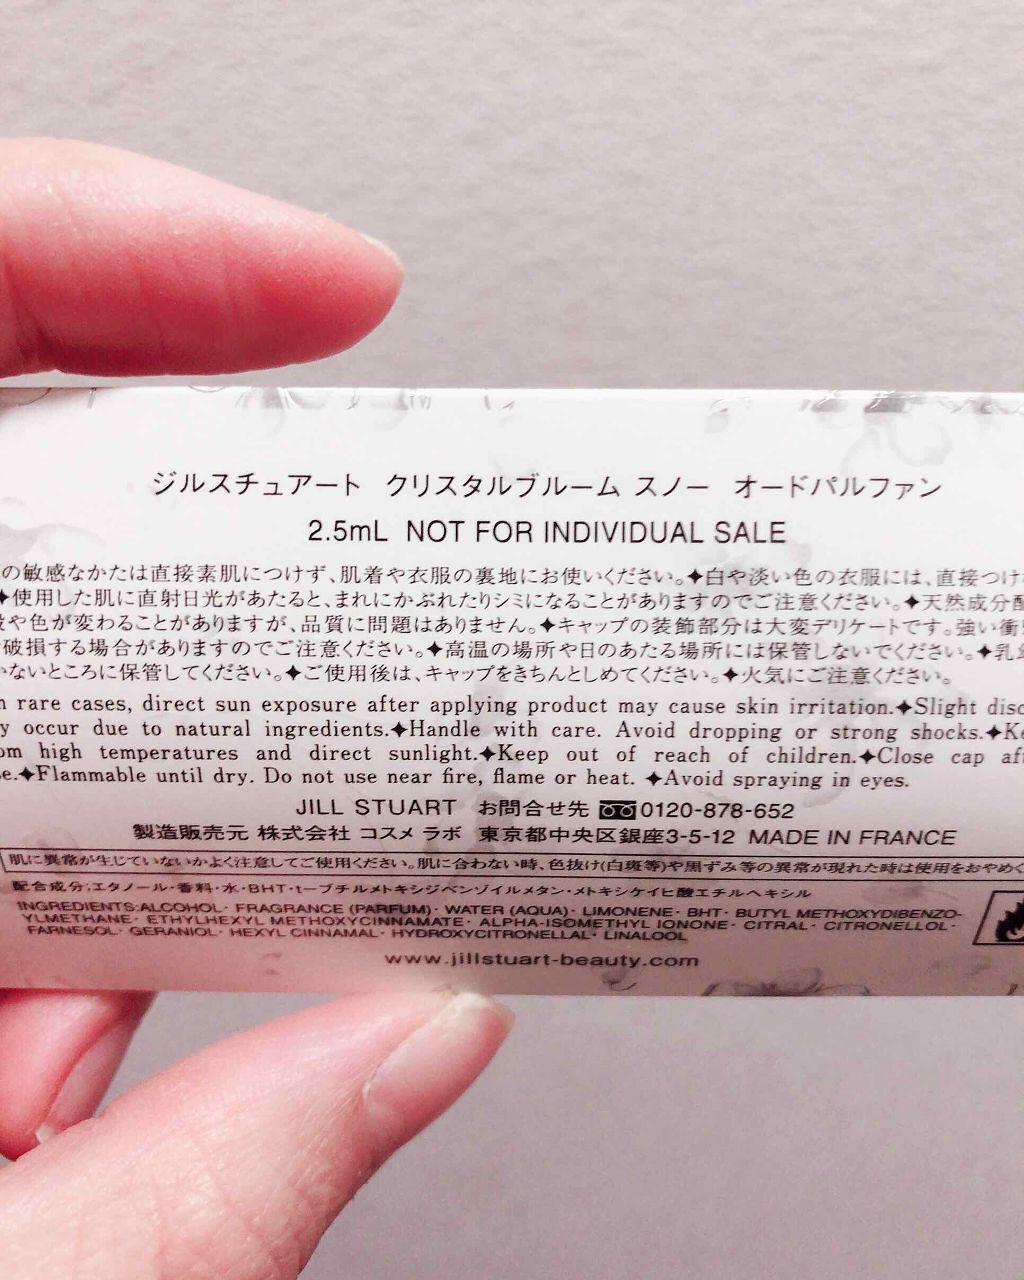 ジルスチュアート クリスタルブルーム スノー オードパルファン
2.5mL NOT FOR INDIVIDUAL SALE
の敏感なかたは直接素肌につけず、肌着や衣服の裏地にお使いください。✦白や淡い色の衣服には、直接つけ
✦使用した肌に直射日光があたると、まれにかぶれたりシミになることがありますのでご注意ください。✦天然成分配
や色が変わることがありますが、品質に問題はありません。✦キャップの装飾部分は大変デリケートです。強い衝
破損する場合がありますのでご注意ください。✦高温の場所や日のあたる場所には保管しないでください。✦乳
かないところに保管してください。✦ご使用後は、キャップをきちんとしめてください。✦火気にご注意ください。
n rare cases, direct sun exposure after applying product may cause skin irritation.✦Slight disc
y occur due to natural ingredients.✦Handle with care. Avoid dropping or strong shocks.✦Ke
om high temperatures and direct sunlight.✦Keep out of reach of children.✦Close cap aft
e.✦Flammable until dry. Do not use near fire, flame or heat. ✦Avoid spraying in eyes.
JILL STUART お問合せ先 0120-878-652
製造販売元 株式会社 コスメ ラボ 東京都中央区銀座3-5-12 MADE IN FRANCE
肌に異常が生じていないかよく注意してご使用ください。肌に合わない時、色抜け(白斑等)や黒ずみ等の異常が現れた時は使用をおやめく
配合成分:エタノール・香料・水・BHT・t-ブチルメトキシジベンゾイルメタン・メトキシケイヒ酸エチルヘキシル
INGREDIENTS:ALCOHOL· FRAGRANCE (PARFUM)· WATER (AQUA)· LIMONENE· BHT· BUTYL METHOXYDIBENZO-
YLMETHANE· ETHYLHEXYL METHOXYCINNAMATE· ALPHA-ISOMETHYL IONONE· CITRAL· CITRONELLOL·
FARNESOL· GERANIOL· HEXYL CINNAMAL· HYDROXYCITRONELLAL· LINALOOL
www.jillstuart-beauty.com